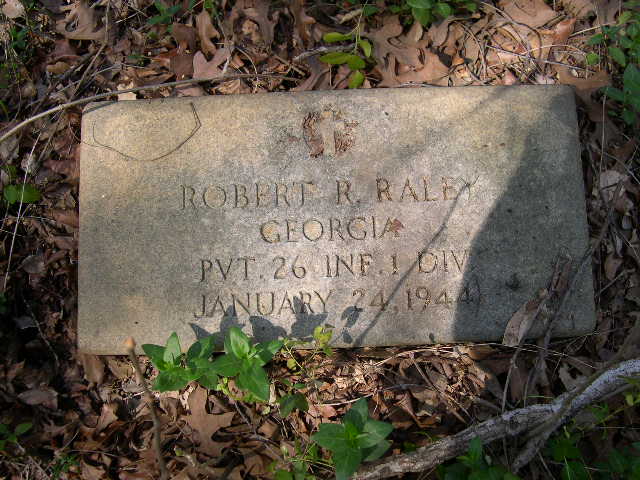 ROBERT R. RALEY
GEORGIA
PVT. 26 INF. 1 DIV.
JANUARY 24, 1944